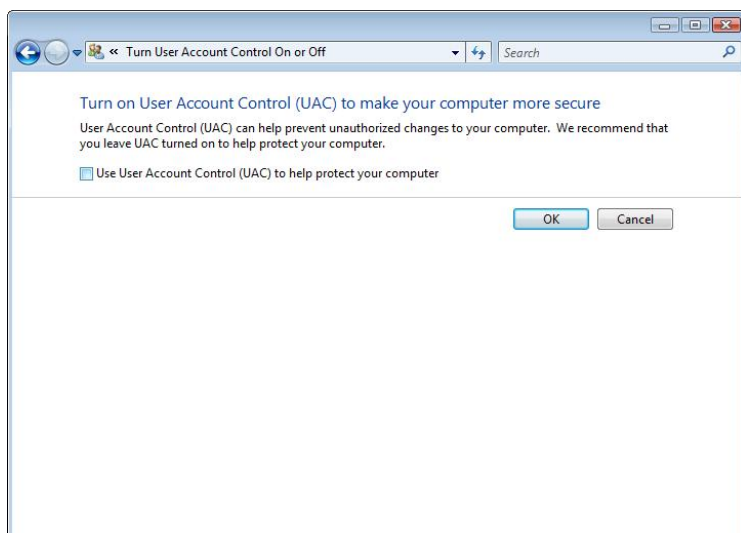 « Turn User Account Control On or Off
Search
Turn on User Account Control (UAC) to make your computer more secure
User Account Control (UAC) can help prevent unauthorized changes to your computer. We recommend that
you leave UAC turned on to help protect your computer.
Use User Account Control (UAC) to help protect your computer
OK
Cancel